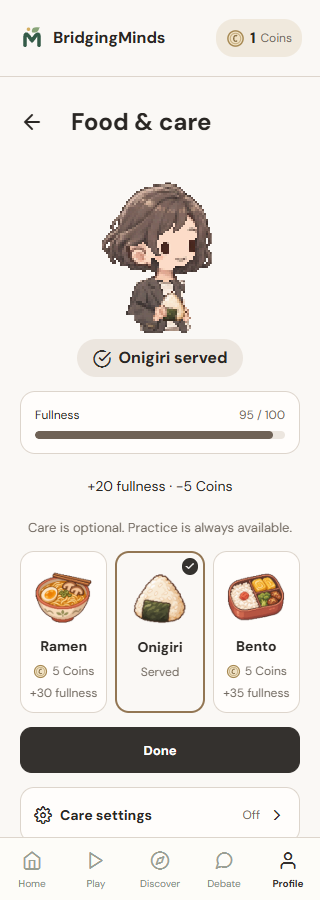 BridgingMinds
1 Coins
Food & care
Onigiri served
Fullness 95 / 100
+20 fullness · -5 Coins
Care is optional. Practice is always available.
Ramen
5 Coins
+30 fullness
Onigiri
Served
Bento
5 Coins
+35 fullness
Done
Care settings Off
Home Play Discover Debate Profile